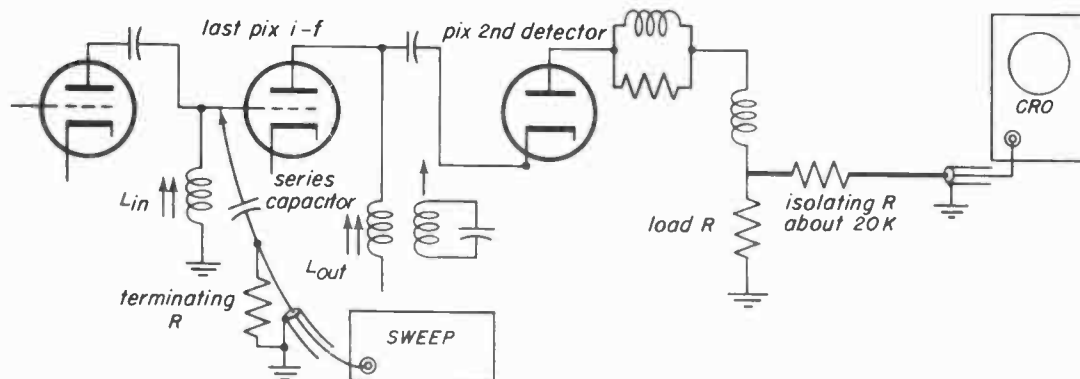 last pix i-f
pix 2nd detector
CRO
Lin
series
capacitor
isolating R
about 20K
load R
Lout
terminating
R
SWEEP